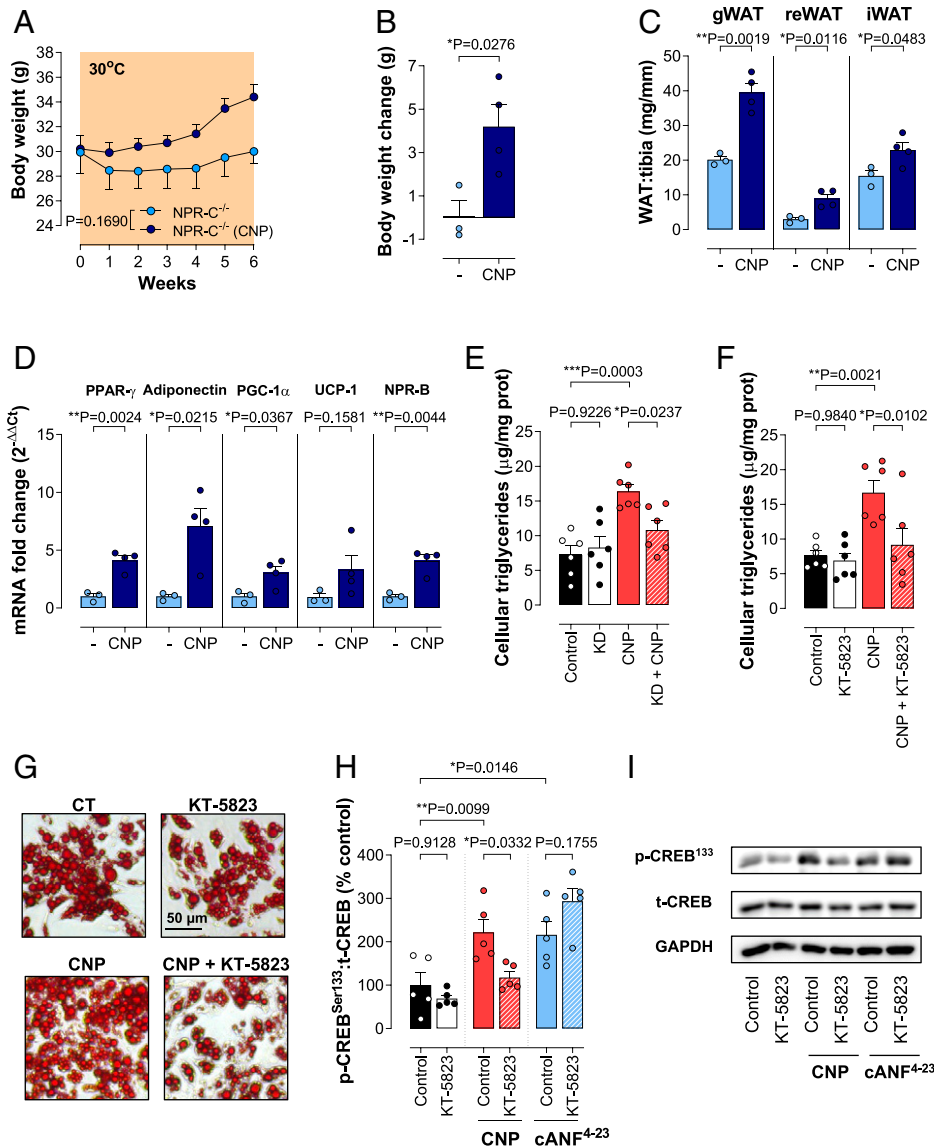 A
Body weight (g)
38
36
34
32
30
28
26
24
30°C
P=0.1690
NPR-C-/-
NPR-C-/- (CNP)
0 1 2 3 4 5 6
Weeks
B
*P=0.0276
Body weight change (g)
7
5
3
1
-1
- CNP
C
gWAT reWAT iWAT
**P=0.0019 *P=0.0116 *P=0.0483
WAT:tibia (mg/mm)
60
50
40
30
20
10
0
- CNP - CNP - CNP
D
PPAR-γ Adiponectin PGC-1α UCP-1 NPR-B
**P=0.0024 *P=0.0215 *P=0.0367 P=0.1581 **P=0.0044
mRNA fold change (2-ΔΔCt)
15
10
5
0
- CNP - CNP - CNP - CNP - CNP
E
***P=0.0003
P=0.9226 *P=0.0237
Cellular triglycerides (μg/mg prot)
25
20
15
10
5
0
Control
KD
CNP
KD + CNP
F
**P=0.0021
P=0.9840 *P=0.0102
Cellular triglycerides (μg/mg prot)
25
20
15
10
5
0
Control
KT-5823
CNP
CNP + KT-5823
G
CT KT-5823
50 μm
CNP CNP + KT-5823
H
*P=0.0146
**P=0.0099
P=0.9128 *P=0.0332 P=0.1755
p-CREBSer133:t-CREB (% control)
400
300
200
100
0
Control
KT-5823
Control
KT-5823
Control
KT-5823
CNP cANF4-23
I
p-CREB133
t-CREB
GAPDH
Control
KT-5823
Control
KT-5823
Control
KT-5823
CNP cANF4-23